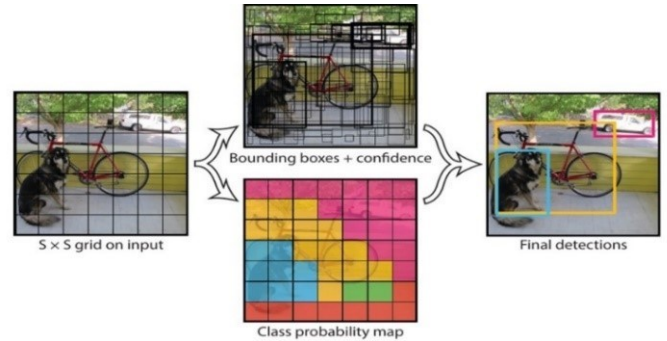 S × S grid on input
Bounding boxes + confidence
Class probability map
Final detections